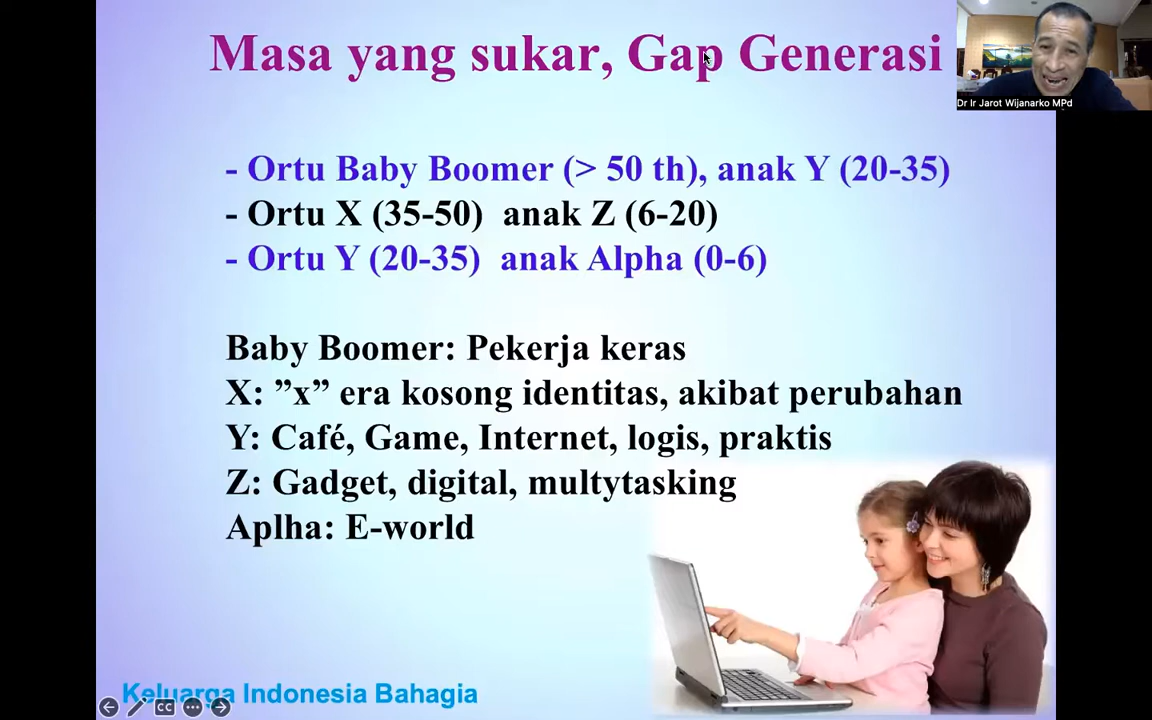 Masa yang sukar, Gap Generasi
Dr Ir Jarot Wijanarko MPd
- Ortu Baby Boomer (> 50 th), anak Y (20-35)
- Ortu X (35-50) anak Z (6-20)
- Ortu Y (20-35) anak Alpha (0-6)
Baby Boomer: Pekerja keras
X: ”x” era kosong identitas, akibat perubahan
Y: Café, Game, Internet, logis, praktis
Z: Gadget, digital, multytasking
Aplha: E-world
Keluarga Indonesia Bahagia
CC